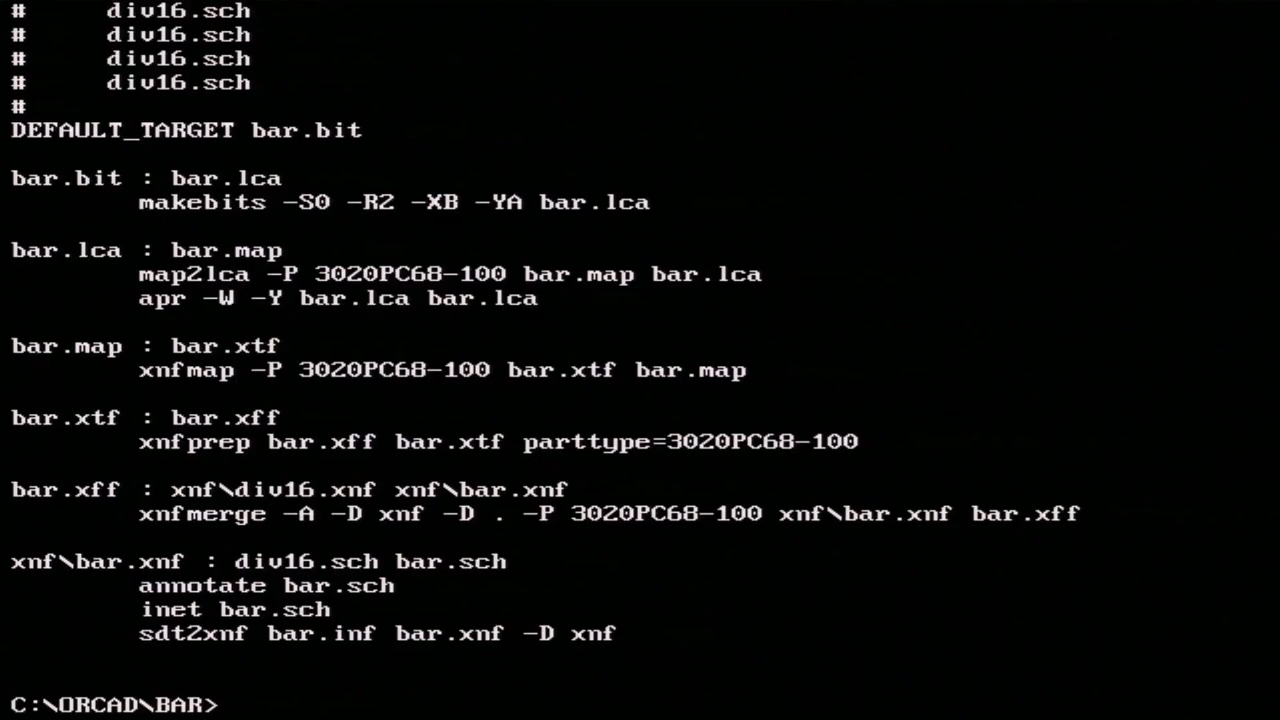 #     div16.sch
#     div16.sch
#     div16.sch
#     div16.sch
#
DEFAULT_TARGET bar.bit
bar.bit : bar.lca
        makebits -S0 -R2 -XB -YA bar.lca
bar.lca : bar.map
        map2lca -P 3020PC68-100 bar.map bar.lca
        apr -W -Y bar.lca bar.lca
bar.map : bar.xtf
        xnfmap -P 3020PC68-100 bar.xtf bar.map
bar.xtf : bar.xff
        xnfprep bar.xff bar.xtf parttype=3020PC68-100
bar.xff : xnf\div16.xnf xnf\bar.xnf
        xnfmerge -A -D xnf -D . -P 3020PC68-100 xnf\bar.xnf bar.xff
xnf\bar.xnf : div16.sch bar.sch
        annotate bar.sch
        inet bar.sch
        sdt2xnf bar.inf bar.xnf -D xnf
C:\ORCAD\BAR>